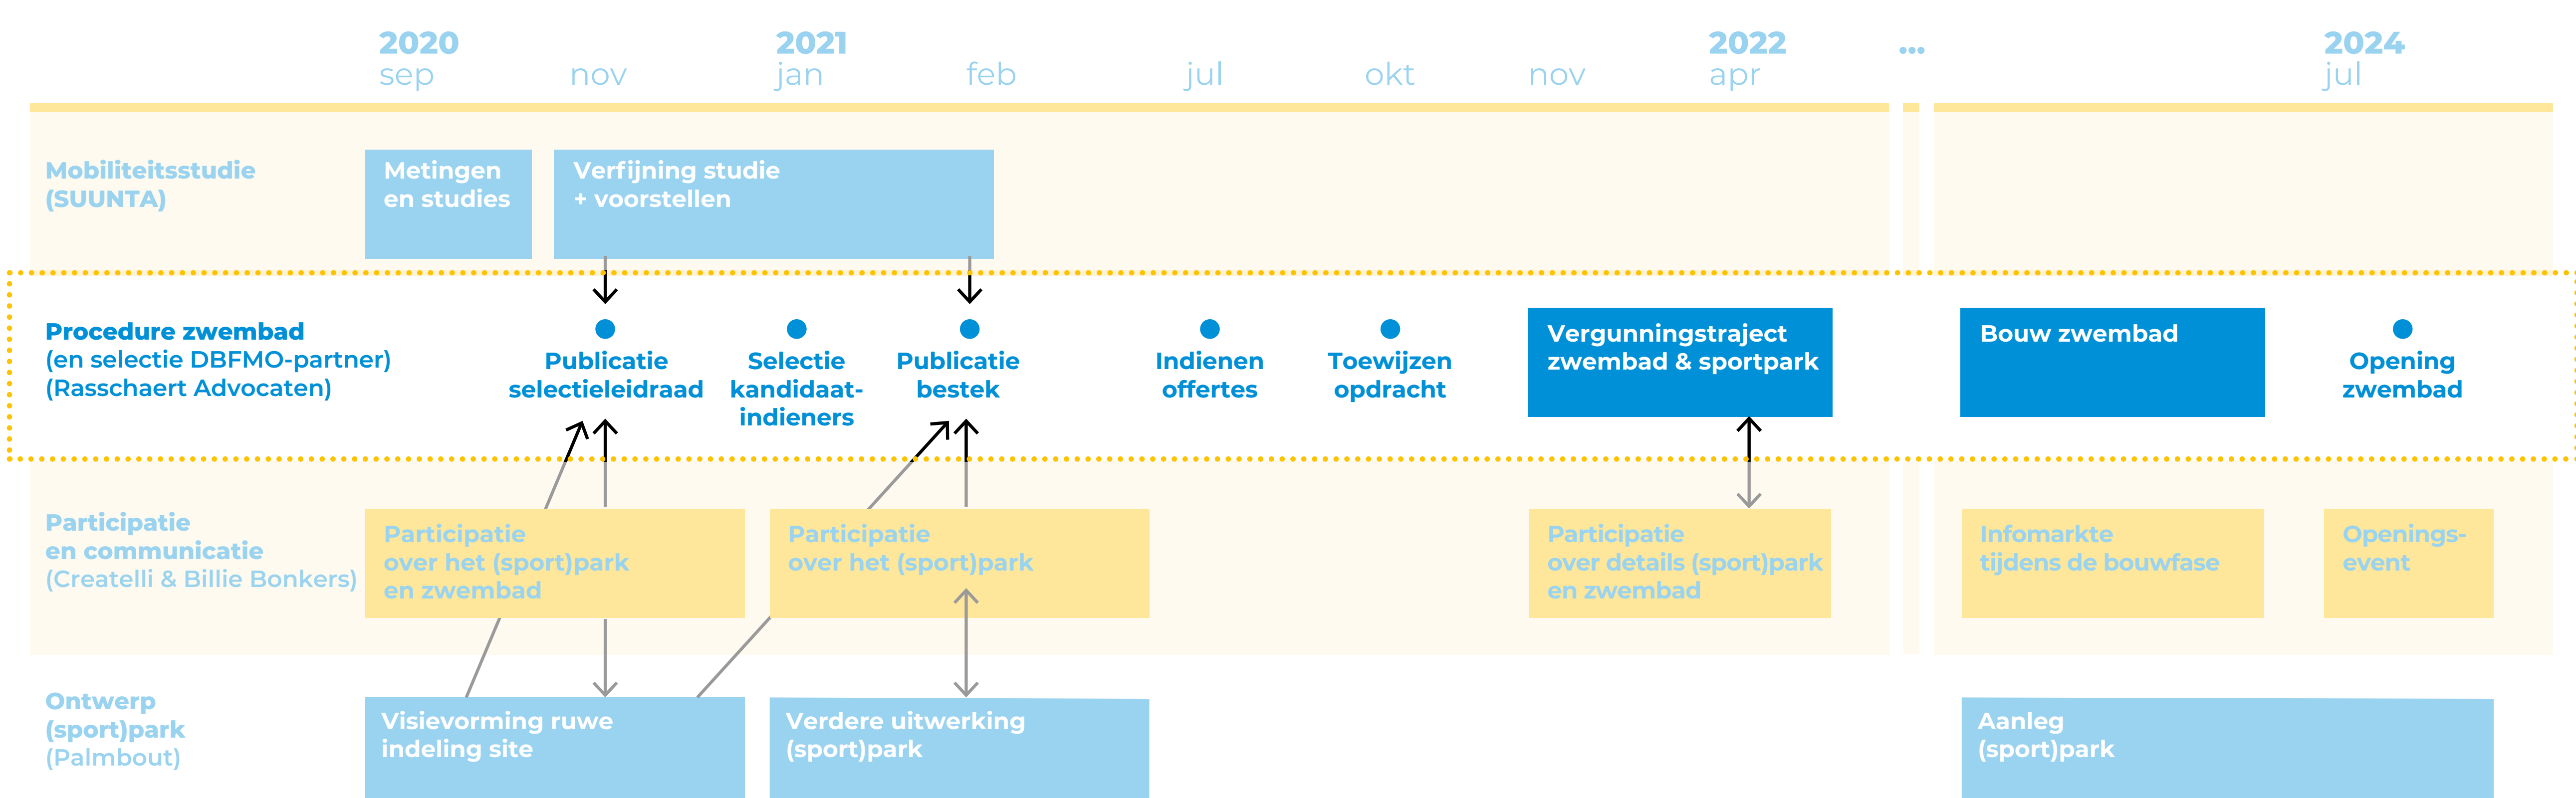 2020
sep
nov
2021
jan
feb
jul
okt
nov
2022
apr
...
2024
jul
Mobiliteitsstudie
(SUUNTA)
Metingen
en studies
Verfijning studie
+ voorstellen
Procedure zwembad
(en selectie DBFMO-partner)
(Rasschaert Advocaten)
Publicatie
selectieleidraad
Selectie
kandidaat-
indieners
Publicatie
bestek
Indienen
offertes
Toewijzen
opdracht
Vergunningstraject
zwembad & sportpark
Bouw zwembad
Opening
zwembad
Participatie
en communicatie
(Createlli & Billie Bonkers)
Participatie
over het (sport)park
en zwembad
Participatie
over het (sport)park
Participatie
over details (sport)park
en zwembad
Infomarkte
tijdens de bouwfase
Openings-
event
Ontwerp
(sport)park
(Palmbout)
Visievorming ruwe
indeling site
Verdere uitwerking
(sport)park
Aanleg
(sport)park